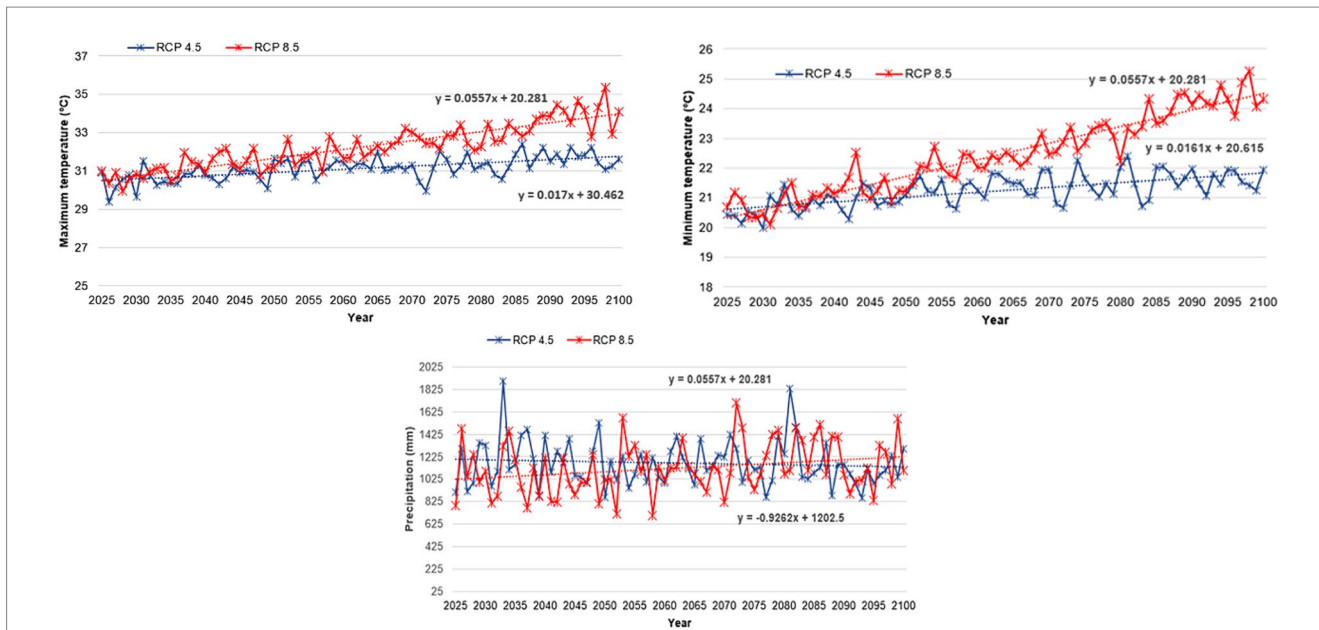 RCP 4.5 RCP 8.5
37
35
33
31
29
27
25
Maximum temperature (°C)
y = 0.0557x + 20.281
y = 0.017x + 30.462
2025 2030 2035 2040 2045 2050 2055 2060 2065 2070 2075 2080 2085 2090 2095 2100
Year
RCP 4.5 RCP 8.5
26
25
24
23
22
21
20
19
18
Minimum temperature (°C)
y = 0.0557x + 20.281
y = 0.0161x + 20.615
2025 2030 2035 2040 2045 2050 2055 2060 2065 2070 2075 2080 2085 2090 2095 2100
Year
RCP 4.5 RCP 8.5
2025
1825
1625
1425
1225
1025
825
625
425
225
25
Precipitation (mm)
y = 0.0557x + 20.281
y = -0.9262x + 1202.5
2025 2030 2035 2040 2045 2050 2055 2060 2065 2070 2075 2080 2085 2090 2095 2100
Year